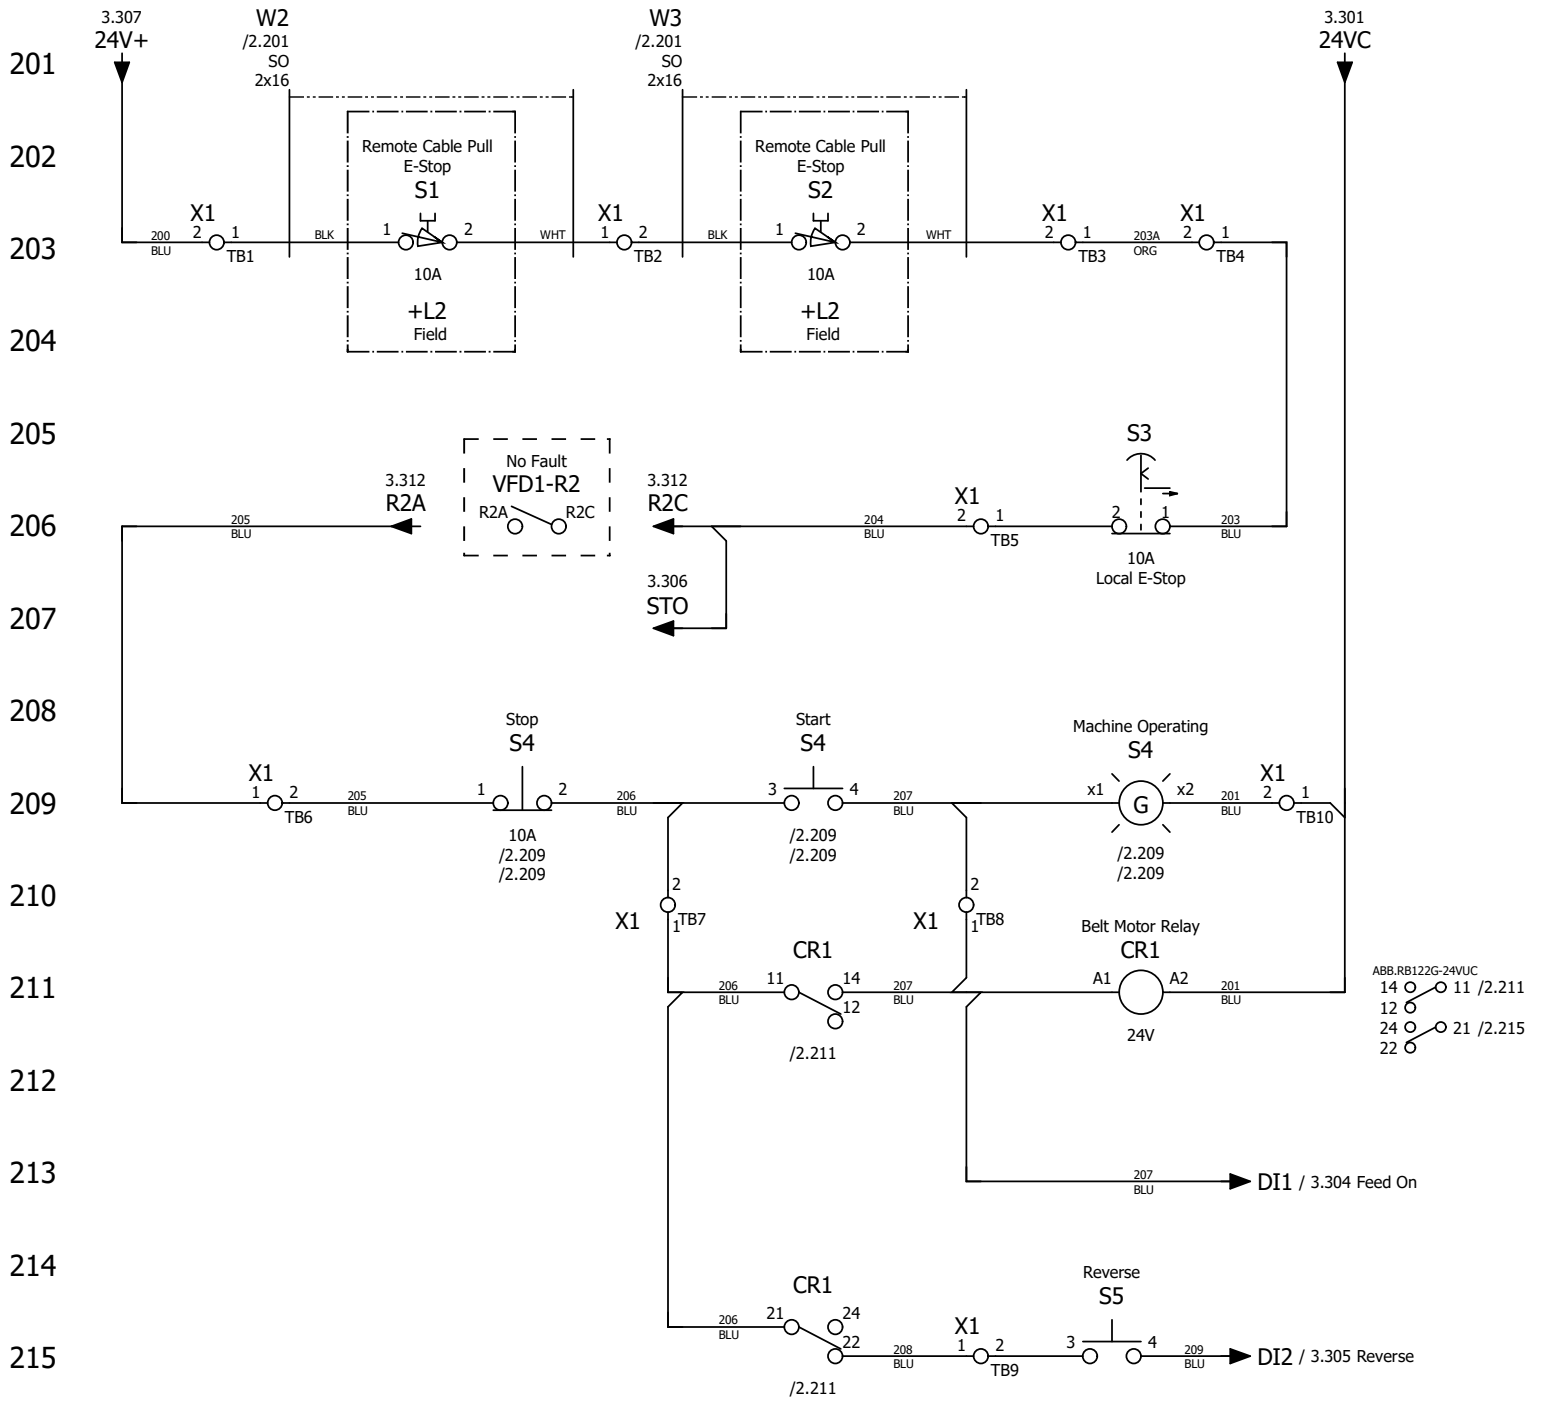 3.307
24V+
W2
/2.201
SO
2x16
W3
/2.201
SO
2x16
3.301
24VC
201
202
Remote Cable Pull
E-Stop
S1
Remote Cable Pull
E-Stop
S2
203
200
BLU
X1
2 1
TB1
BLK
1 2
10A
WHT
X1
1 2
TB2
BLK
1 2
10A
WHT
X1
2 1
TB3
203A
ORG
X1
2 1
TB4
+L2
Field
+L2
Field
204
205
S3
206
205
BLU
3.312
R2A
No Fault
VFD1-R2
R2A R2C
3.312
R2C
204
BLU
X1
2 1
TB5
2 1
10A
Local E-Stop
203
BLU
207
3.306
STO
208
Stop
S4
Start
S4
Machine Operating
S4
209
X1
1 2
TB6
205
BLU
1 2
10A
/2.209
/2.209
206
BLU
3 4
/2.209
/2.209
207
BLU
x1 G x2
/2.209
/2.209
201
BLU
X1
2 1
TB10
210
X1
2
1
TB7
X1
2
1
TB8
211
206
BLU
CR1
11 14
12
/2.211
207
BLU
Belt Motor Relay
CR1
A1 A2
24V
201
BLU
ABB.RB122G-24VUC
14 11 /2.211
12
24 21 /2.215
22
212
213
207
BLU
DI1 / 3.304 Feed On
214
CR1
Reverse
S5
215
206
BLU
21 24
22
/2.211
208
BLU
X1
1 2
TB9
3 4
209
BLU
DI2 / 3.305 Reverse